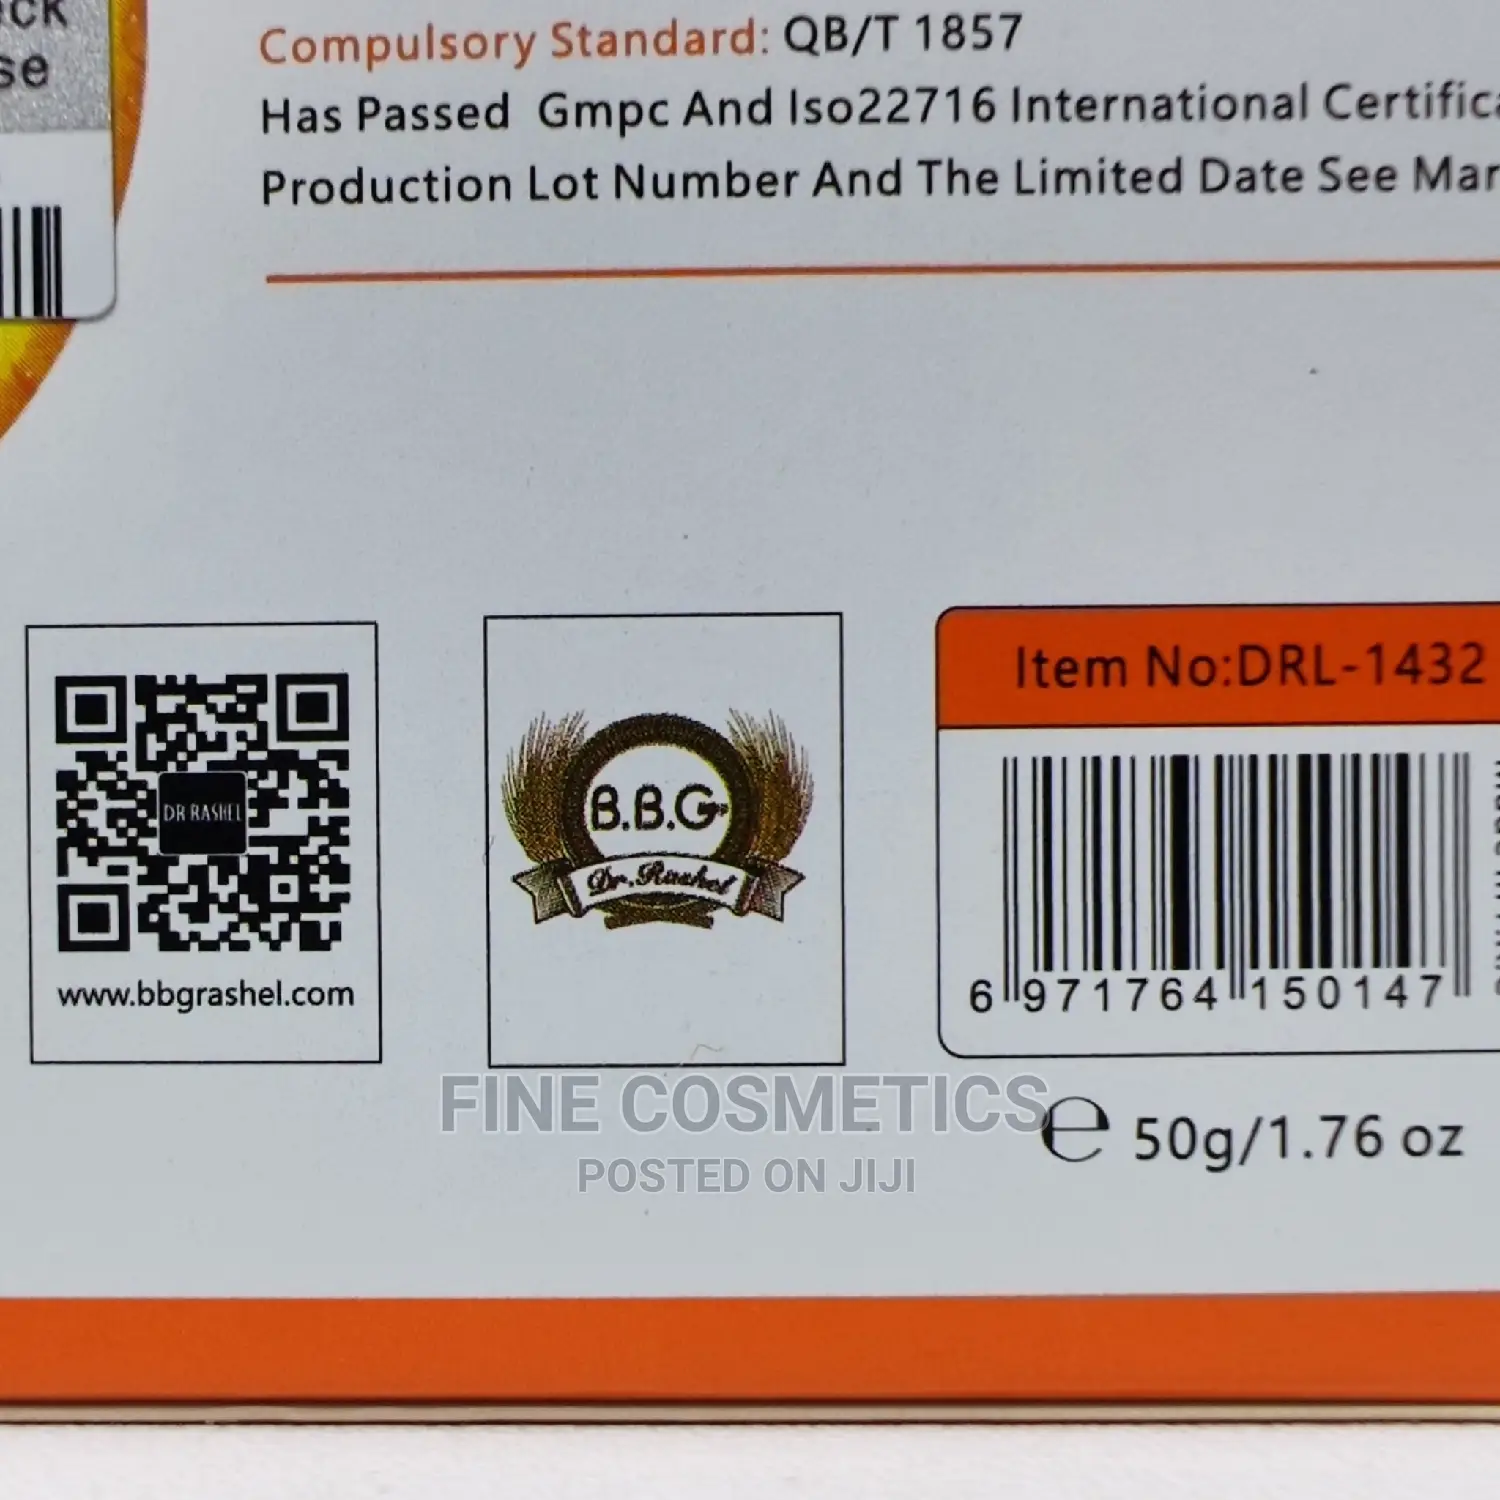 ck
se
Compulsory Standard: QB/T 1857
Has Passed Gmpc And Iso22716 International Certifica
Production Lot Number And The Limited Date See Mar
DR RASHEL
www.bbgrashel.com
B.B.G
Dr.Rashel
Item No:DRL-1432
6 971764 150147
FINE COSMETICS
POSTED ON JIJI
℮ 50g/1.76 oz